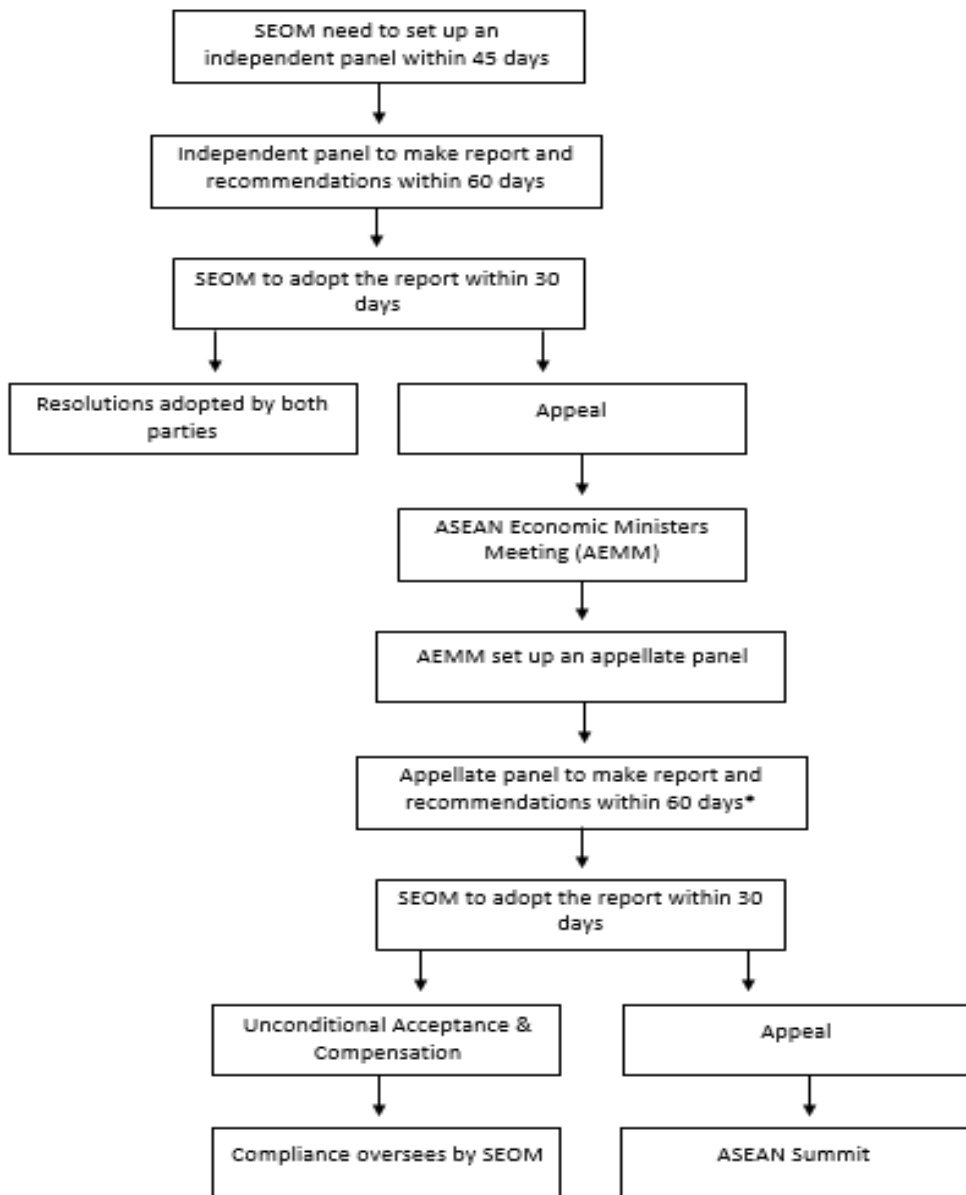 SEOM need to set up an
independent panel within 45 days
Independent panel to make report and
recommendations within 60 days
SEOM to adopt the report within 30
days
Resolutions adopted by both
parties
Appeal
ASEAN Economic Ministers
Meeting (AEMM)
AEMM set up an appellate panel
Appellate panel to make report and
recommendations within 60 days*
SEOM to adopt the report within 30
days
Unconditional Acceptance &
Compensation
Appeal
Compliance oversees by SEOM
ASEAN Summit